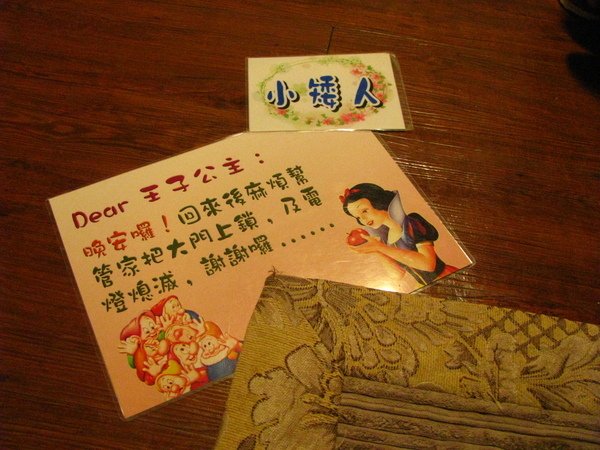 小矮人
Dear 王子公主：
晚安囉！回來後麻煩幫
管家把大門上鎖，及電
燈熄滅，謝謝囉......